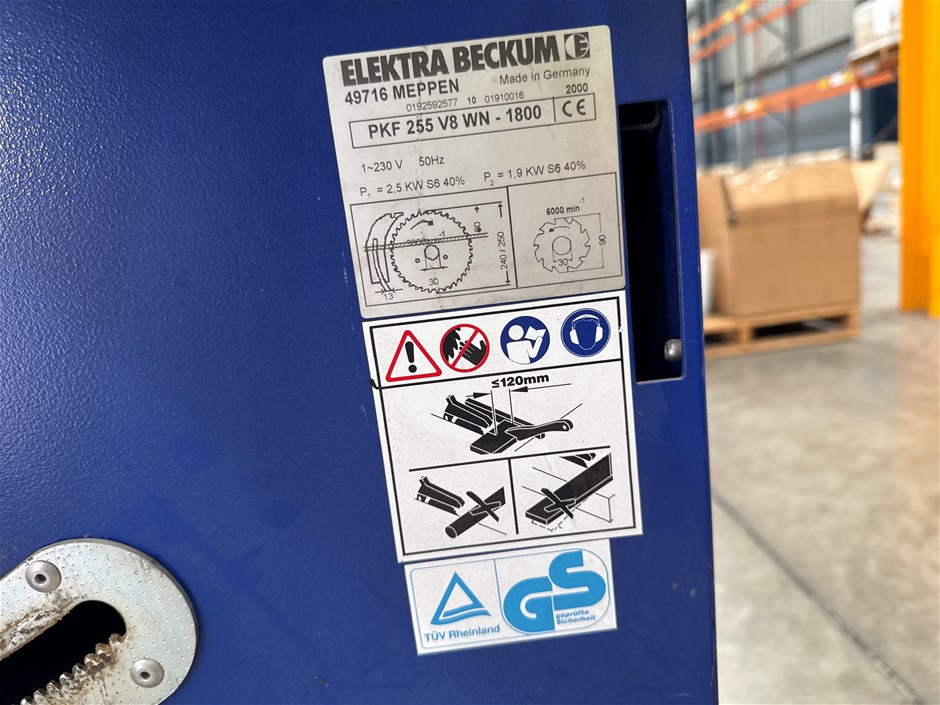 ELEKTRA BECKUM
49716 MEPPEN Made in Germany
0192592577 10 01910016 2000
PKF 255 V8 WN - 1800 CE
1~230 V 50Hz
P1 = 2,5 KW S6 40% P2 = 1,9 KW S6 40%
80
240 / 250
30
13
6000 min-1
90
30
≤120mm
TÜV Rheinland
GS
geprüfte
Sicherheit